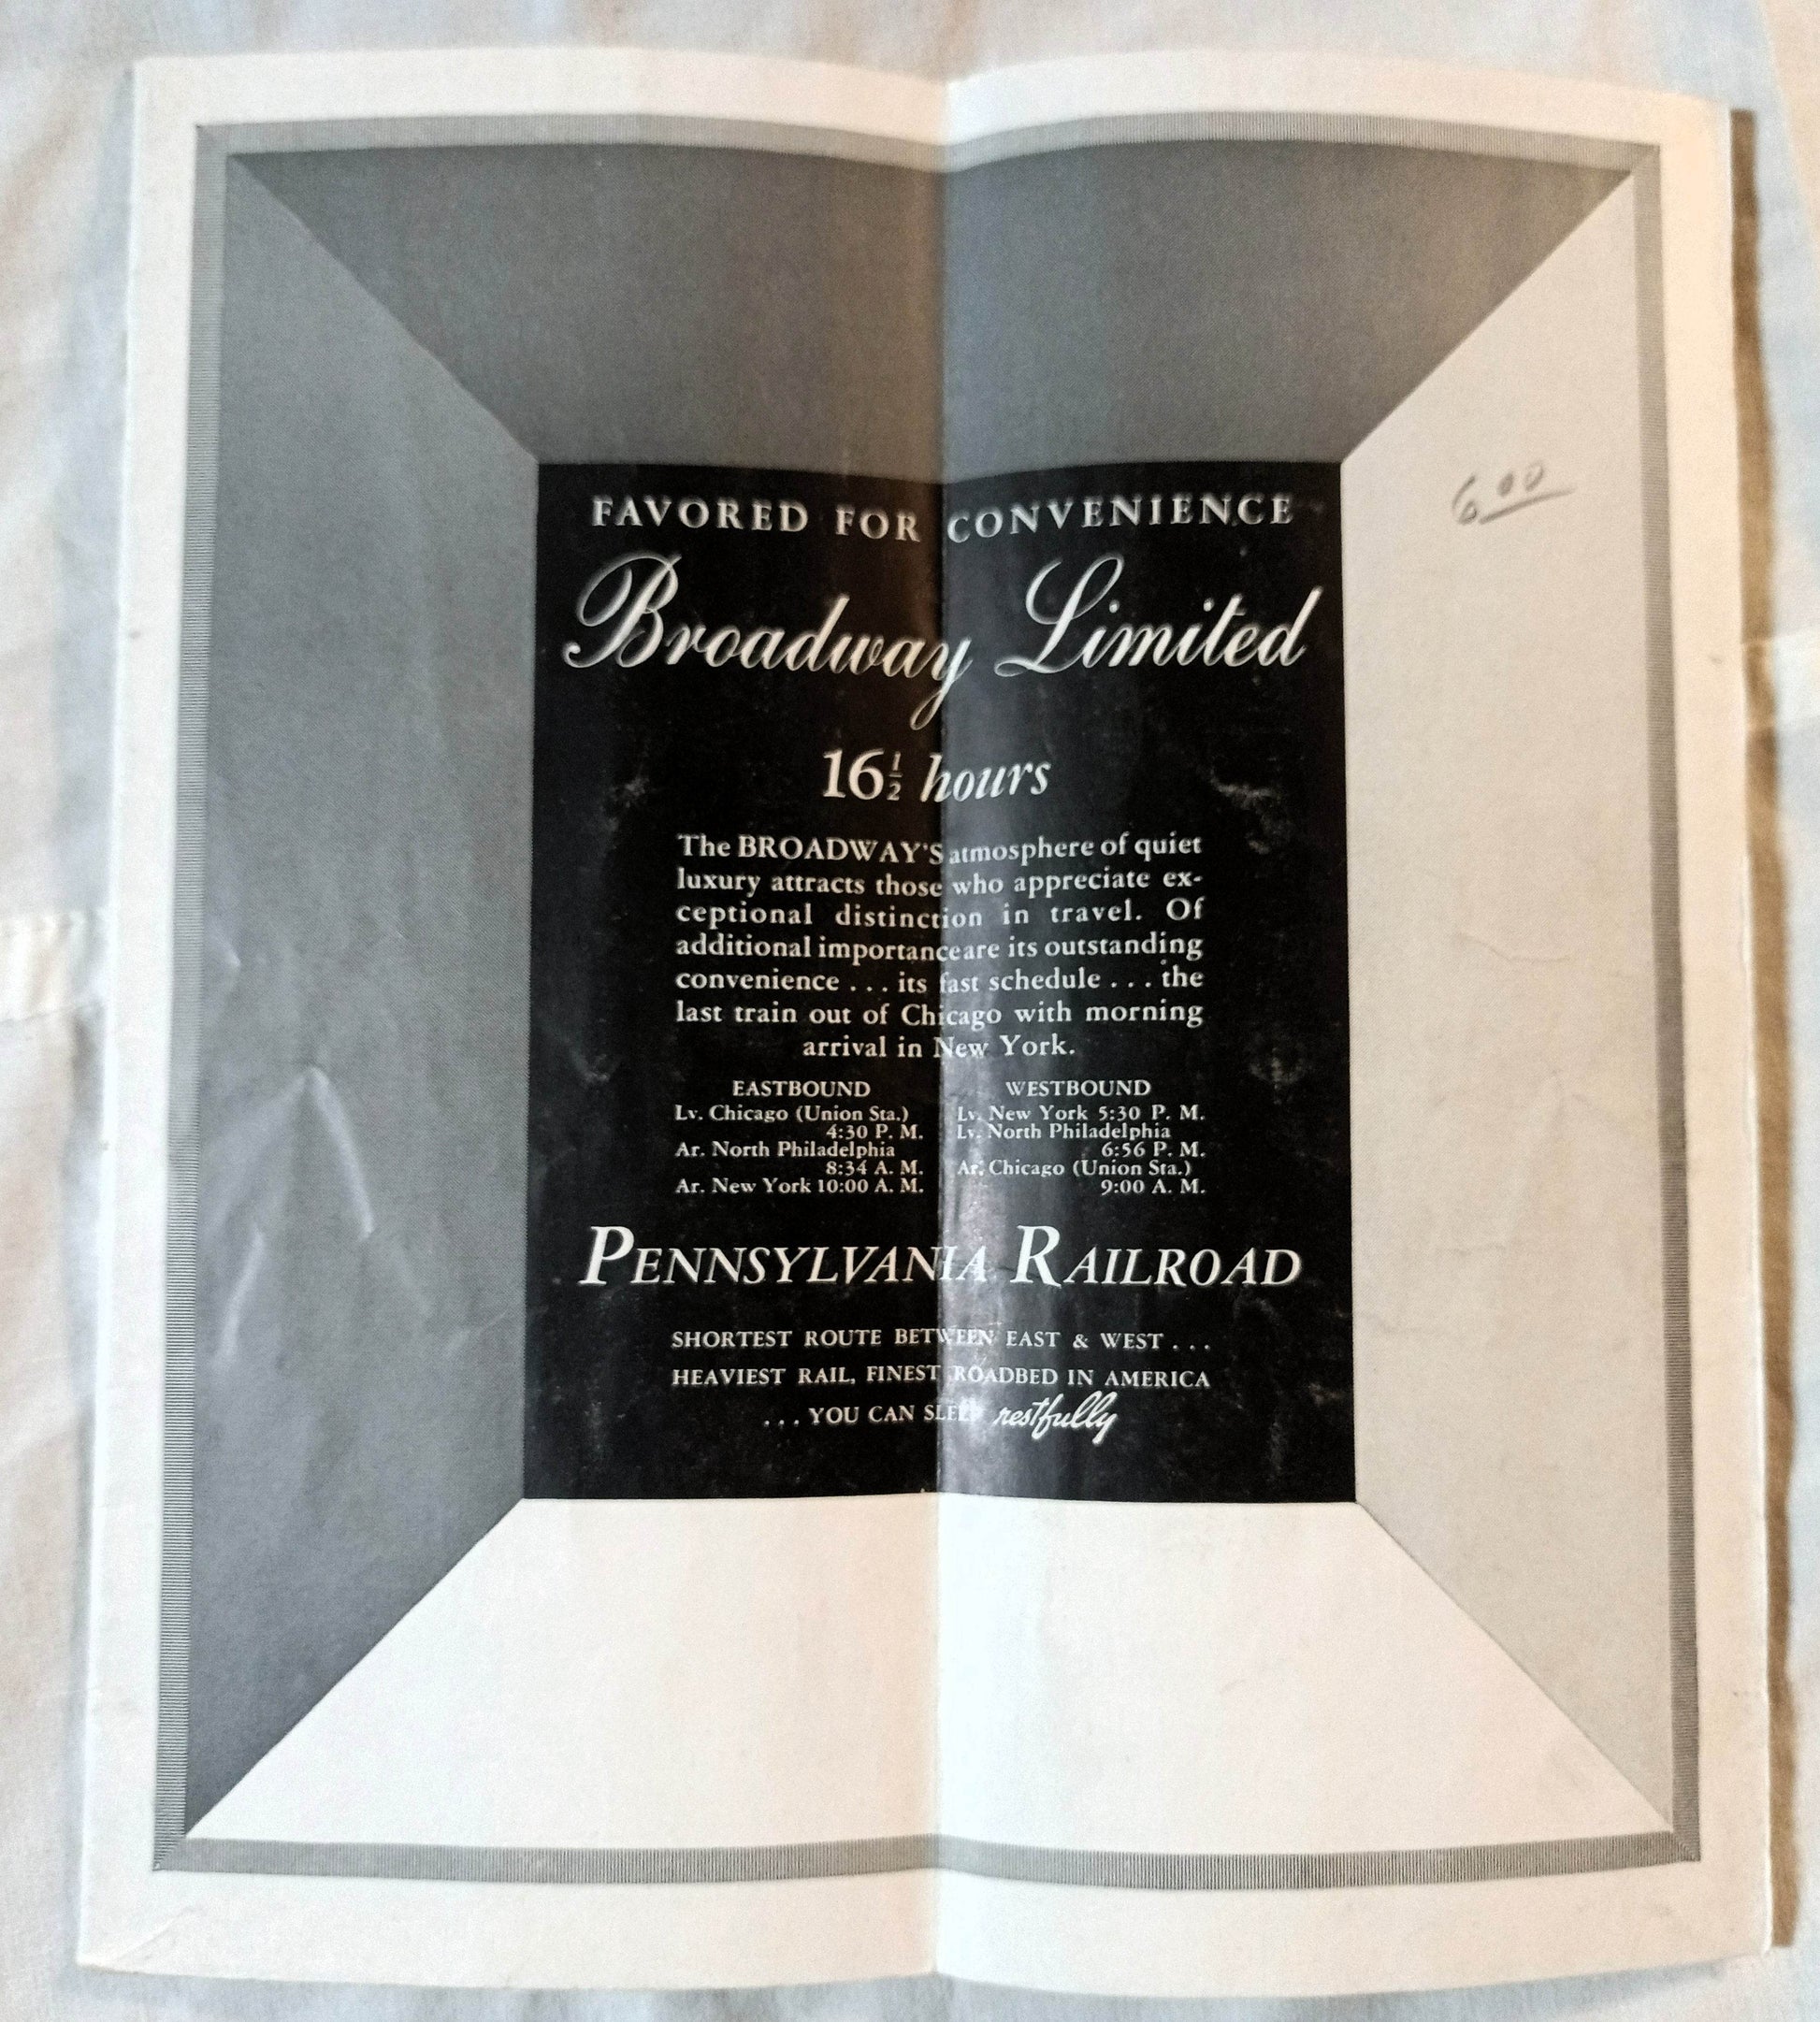 FAVORED FOR CONVENIENCE
6.00
Broadway Limited
16½ hours
The BROADWAY'S atmosphere of quiet
luxury attracts those who appreciate ex-
ceptional distinction in travel. Of
additional importance are its outstanding
convenience . . . its fast schedule . . . the
last train out of Chicago with morning
arrival in New York.
EASTBOUND
Lv. Chicago (Union Sta.)
4:30 P. M.
Ar. North Philadelphia
8:34 A. M.
Ar. New York 10:00 A. M.
WESTBOUND
Lv. New York 5:30 P. M.
Lv. North Philadelphia
6:56 P. M.
Ar. Chicago (Union Sta.)
9:00 A. M.
PENNSYLVANIA RAILROAD
SHORTEST ROUTE BETWEEN EAST & WEST . . .
HEAVIEST RAIL, FINEST ROADBED IN AMERICA
. . . YOU CAN SLEEP restfully